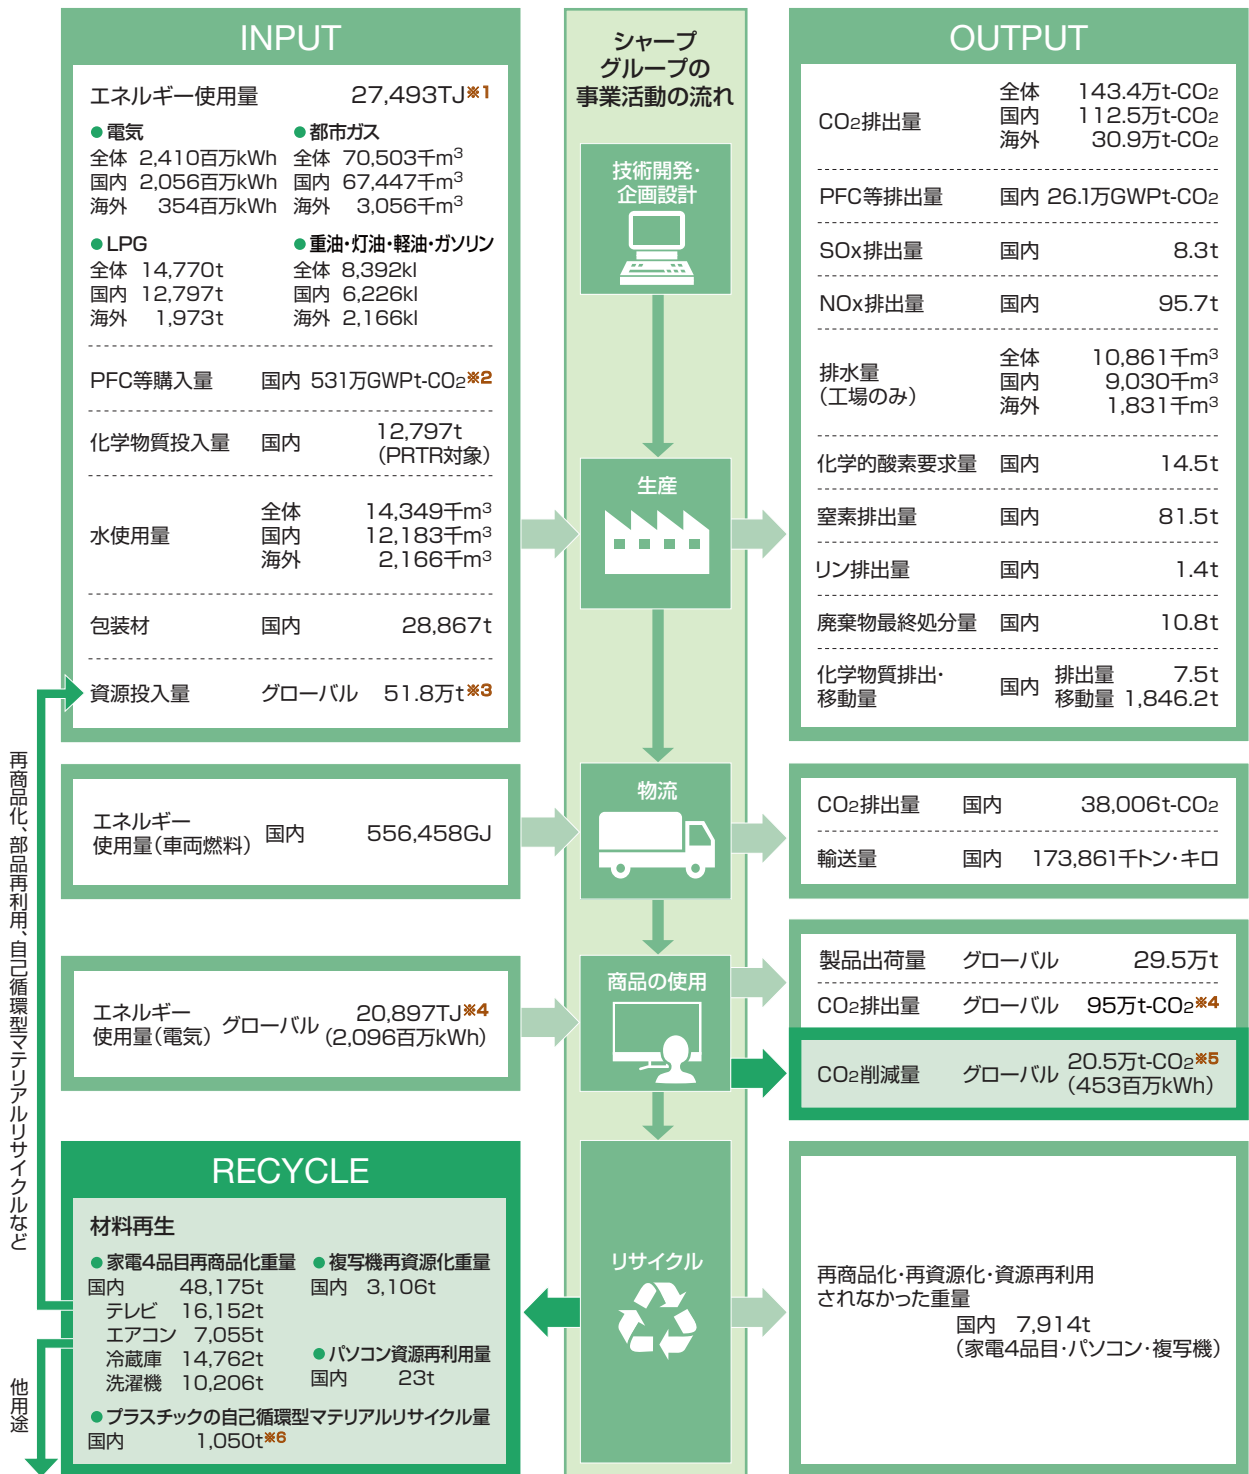 INPUT
エネルギー使用量 27,493TJ※1
●電気
全体 2,410百万kWh
国内 2,056百万kWh
海外 354百万kWh
●都市ガス
全体 70,503千m3
国内 67,447千m3
海外 3,056千m3
●LPG
全体 14,770t
国内 12,797t
海外 1,973t
●重油・灯油・軽油・ガソリン
全体 8,392kl
国内 6,226kl
海外 2,166kl
PFC等購入量 国内 531万GWPt-CO2※2
化学物質投入量 国内 12,797t
(PRTR対象)
水使用量
全体 14,349千m3
国内 12,183千m3
海外 2,166千m3
包装材 国内 28,867t
資源投入量 グローバル 51.8万t※3
シャープ
グループの
事業活動の流れ
技術開発・
企画設計
生産
物流
商品の使用
リサイクル
OUTPUT
CO2排出量
全体 143.4万t-CO2
国内 112.5万t-CO2
海外 30.9万t-CO2
PFC等排出量 国内 26.1万GWPt-CO2
SOx排出量 国内 8.3t
NOx排出量 国内 95.7t
排水量
(工場のみ)
全体 10,861千m3
国内 9,030千m3
海外 1,831千m3
化学的酸素要求量 国内 14.5t
窒素排出量 国内 81.5t
リン排出量 国内 1.4t
廃棄物最終処分量 国内 10.8t
化学物質排出・
移動量
国内
排出量 7.5t
移動量 1,846.2t
エネルギー
使用量(車両燃料) 国内 556,458GJ
CO2排出量 国内 38,006t-CO2
輸送量 国内 173,861千トン・キロ
エネルギー
使用量(電気) グローバル 20,897TJ※4
(2,096百万kWh)
製品出荷量 グローバル 29.5万t
CO2排出量 グローバル 95万t-CO2※4
CO2削減量 グローバル 20.5万t-CO2※5
(453百万kWh)
RECYCLE
材料再生
●家電4品目再商品化重量
国内 48,175t
テレビ 16,152t
エアコン 7,055t
冷蔵庫 14,762t
洗濯機 10,206t
●複写機再資源化重量
国内 3,106t
●パソコン資源再利用量
国内 23t
●プラスチックの自己循環型マテリアルリサイクル量
国内 1,050t※6
再商品化・再資源化・資源再利用
されなかった重量
国内 7,914t
(家電4品目・パソコン・複写機)
再商品化、部品再利用、自己循環型マテリアルリサイクルなど
他用途